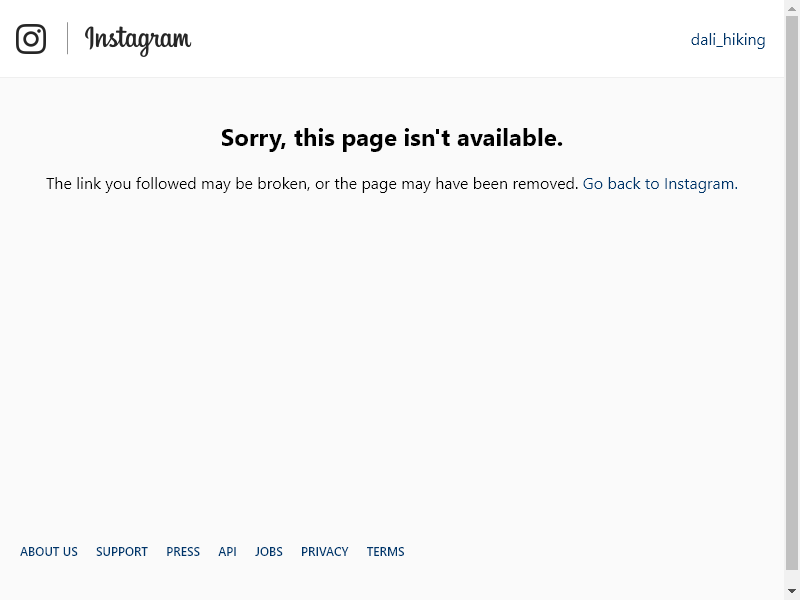 Instagram
dali_hiking
Sorry, this page isn't available.
The link you followed may be broken, or the page may have been removed. Go back to Instagram.
ABOUT US SUPPORT PRESS API JOBS PRIVACY TERMS